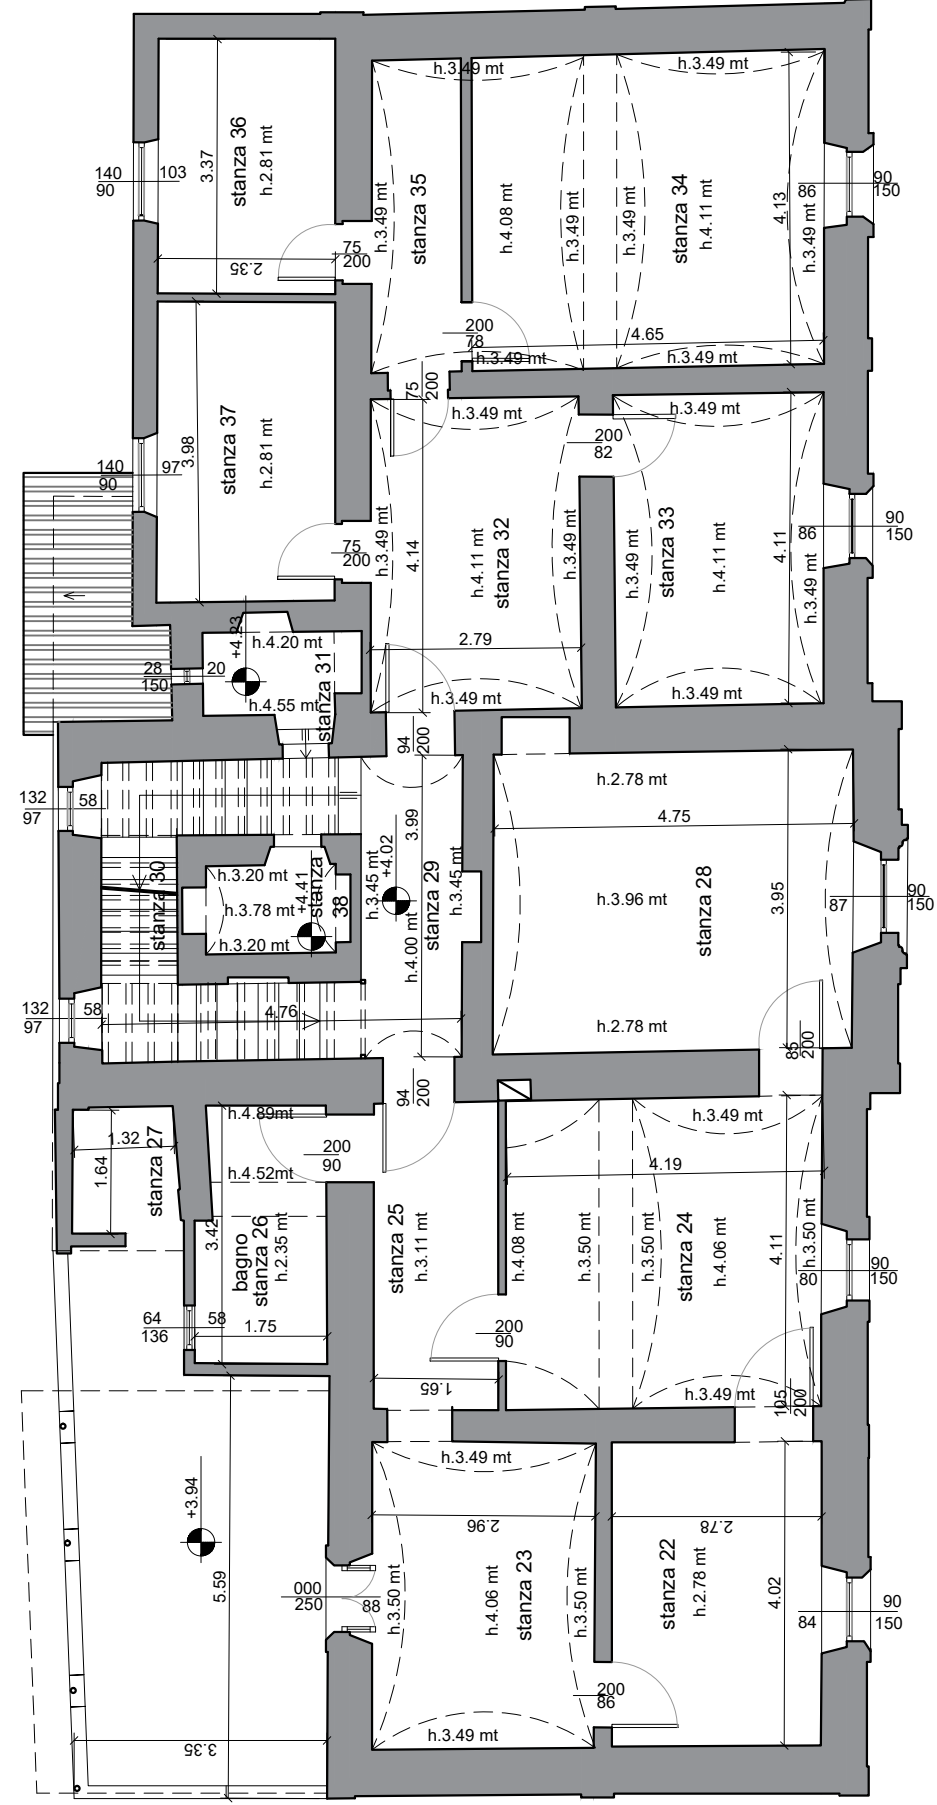 h.3.49 mt
h.3.49 mt
3.37
stanza 36
h.2.81 mt
140
90
103
2.35
75
200
h.3.49 mt
stanza 35
h.4.08 mt
h.3.49 mt
h.3.49 mt
stanza 34
h.4.11 mt
4.13
h.3.49 mt
86
90
150
200
78
h.3.49 mt
4.65
h.3.49 mt
75
200
3.98
stanza 37
h.2.81 mt
140
90
97
75
200
h.3.49 mt
h.3.49 mt
4.14
h.4.11 mt
stanza 32
h.3.49 mt
2.79
h.3.49 mt
200
82
h.3.49 mt
h.3.49 mt
stanza 33
h.4.11 mt
4.11
h.3.49 mt
86
90
150
h.3.49 mt
+4.23
h.4.20 mt
28
150
20
h.4.55 mt
stanza 31
94
200
132
97
58
stanza 30
h.3.20 mt
h.3.78 mt
h.3.20 mt
+4.41
stanza
38
h.3.45 mt
+4.02
3.99
h.4.00 mt
stanza 29
h.3.45 mt
h.2.78 mt
4.75
h.3.96 mt
stanza 28
3.95
87
90
150
h.2.78 mt
85
200
132
97
58
4.76
94
200
1.32
1.64
stanza 27
h.4.89mt
200
90
h.4.52mt
3.42
bagno
stanza 26
h.2.35 mt
64
136
58
1.75
stanza 25
h.3.11 mt
200
90
1.65
h.3.49 mt
4.19
h.4.08 mt
h.3.50 mt
h.3.50 mt
stanza 24
h.4.06 mt
4.11
h.3.50 mt
80
90
150
h.3.49 mt
105
200
+3.94
5.59
3.35
000
250
88
h.3.49 mt
2.96
h.3.50 mt
h.4.06 mt
stanza 23
h.3.50 mt
h.3.49 mt
2.78
stanza 22
h.2.78 mt
4.02
84
90
150
200
86